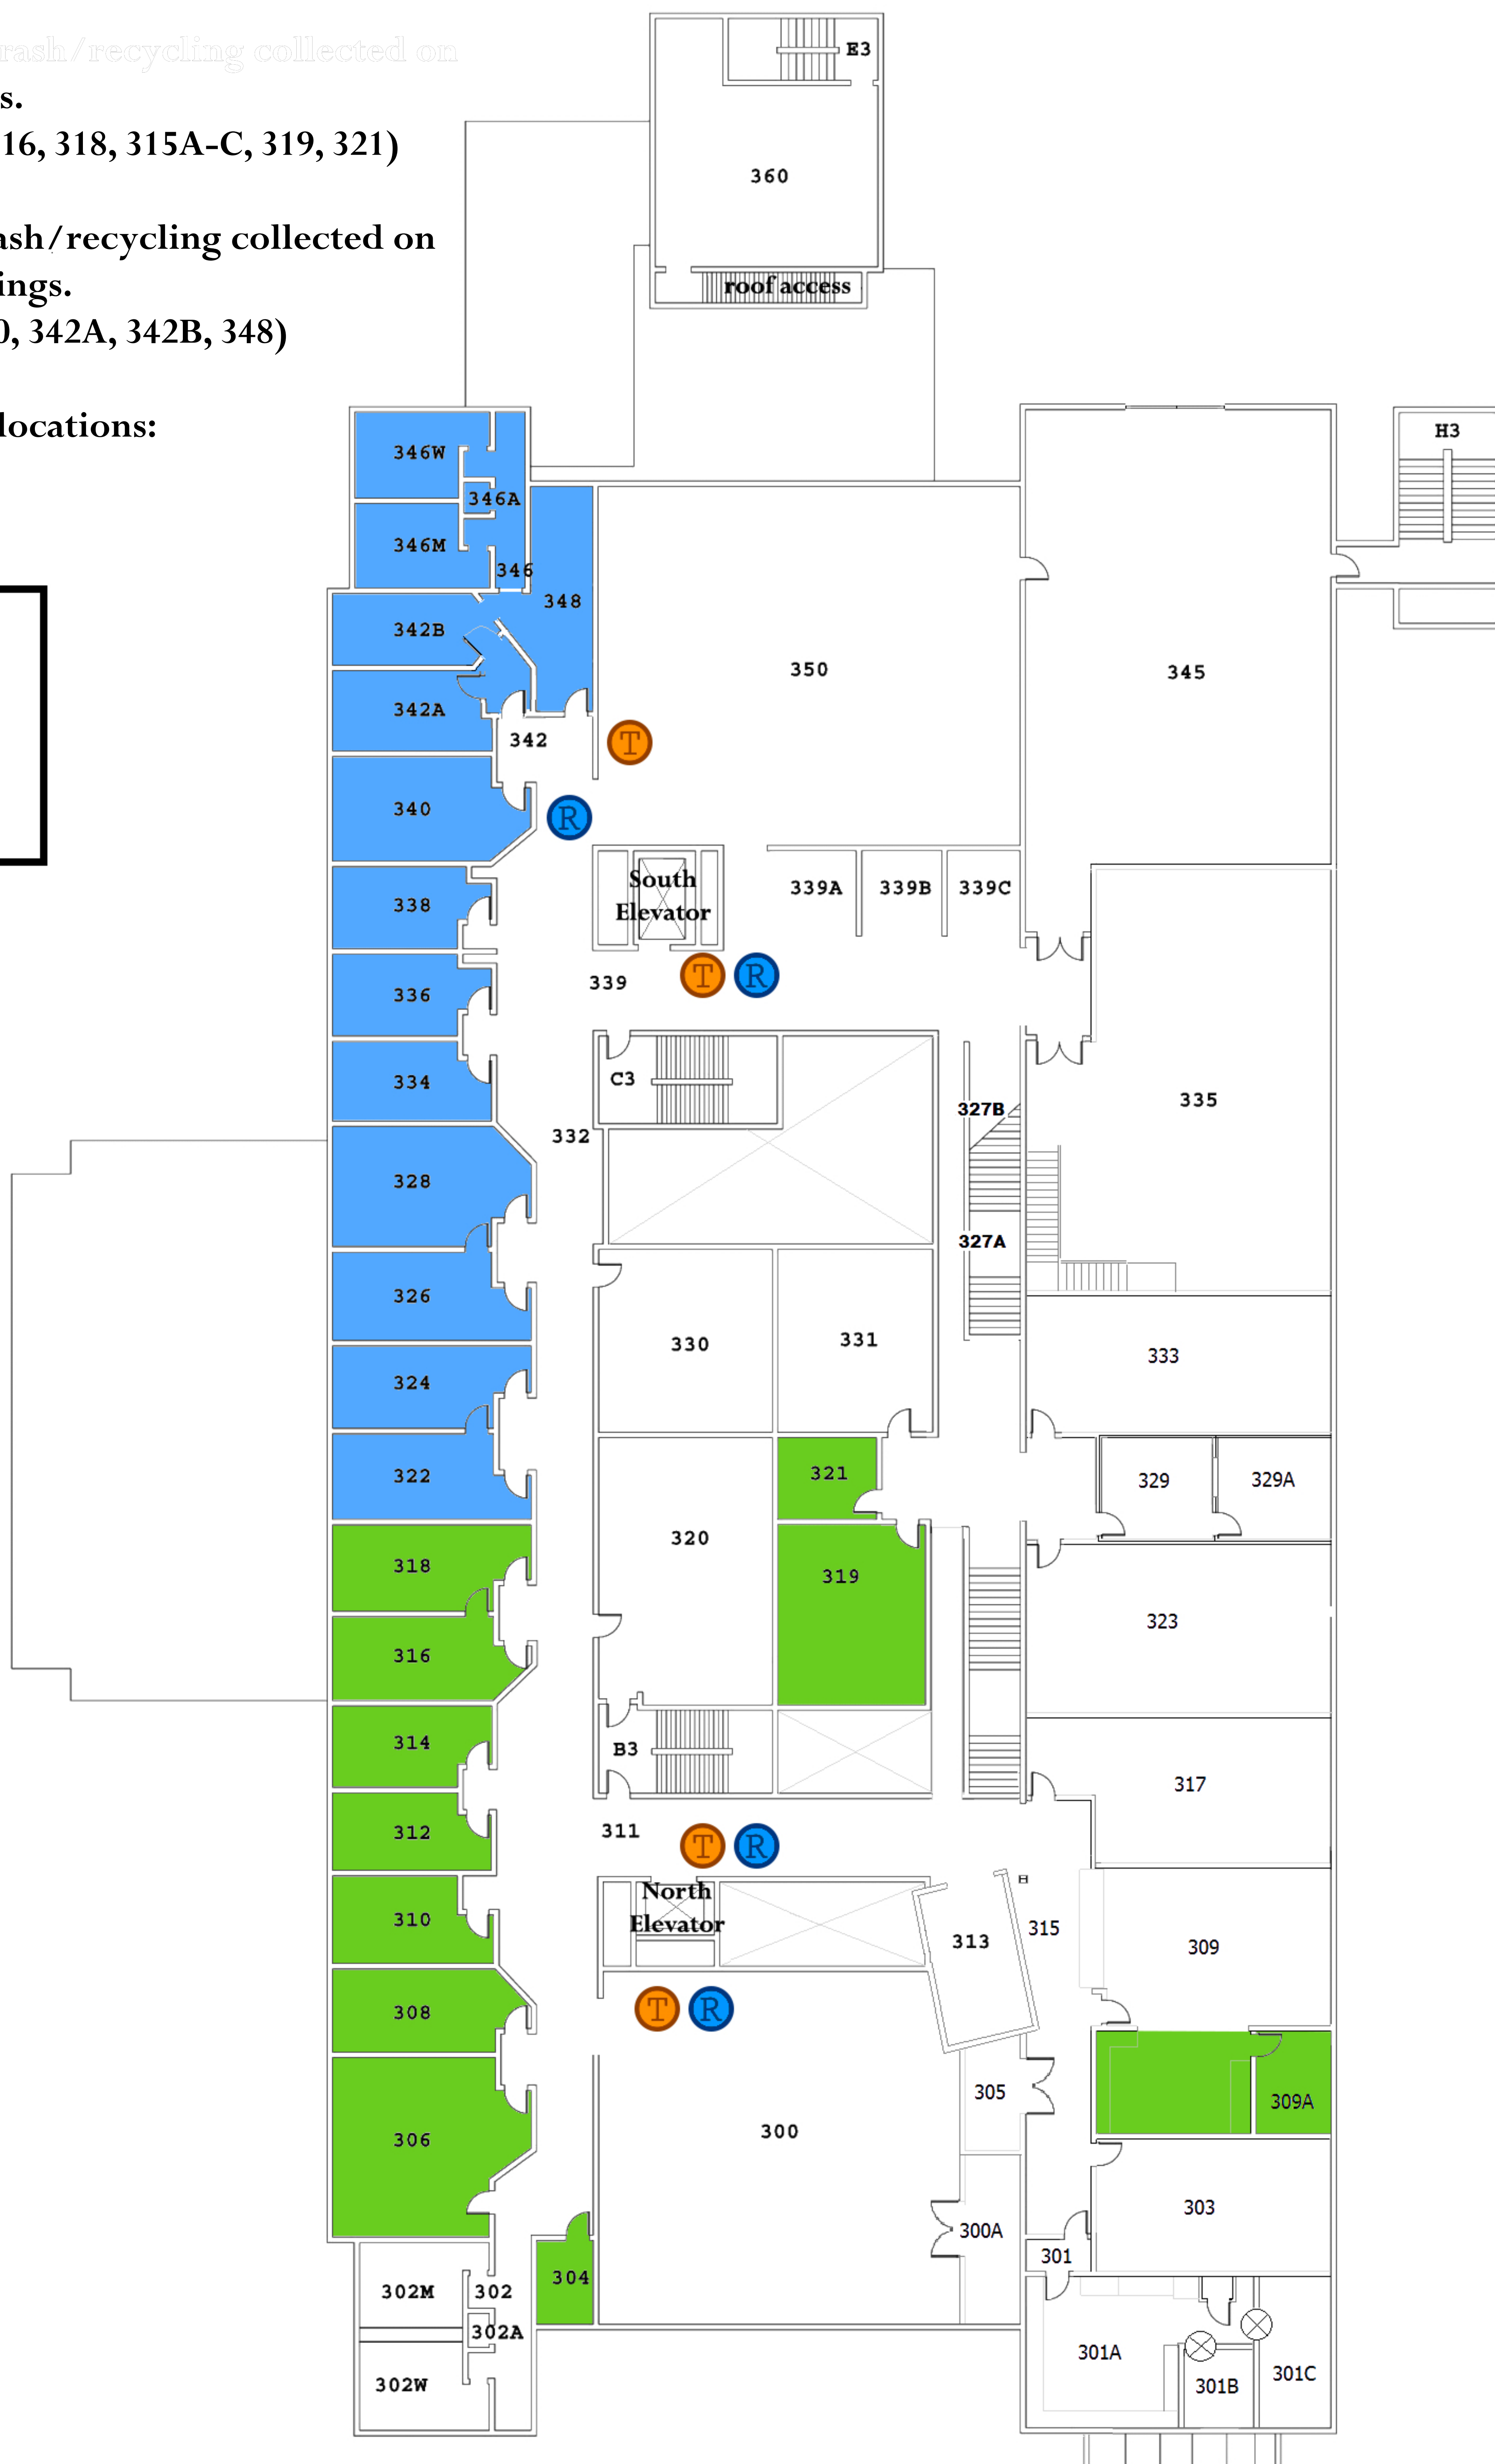 rash/recycling collected on
s.
16, 318, 315A-C, 319, 321)
ash/recycling collected on
ings.
0, 342A, 342B, 348)
locations:
E3
360
roof access
H3
346W
346A
346M
346
348
342B
350
345
342A
342
T
340
R
338
South
Elevator
339A
339B
339C
336
339
T
R
334
C3
327B
335
332
328
327A
326
330
331
333
324
322
321
329
329A
320
318
319
323
316
314
B3
317
312
311
T
R
310
North
Elevator
313
315
309
308
T
R
305
309A
306
300
303
300A
301
304
302M
302
302A
301A
301C
302W
301B